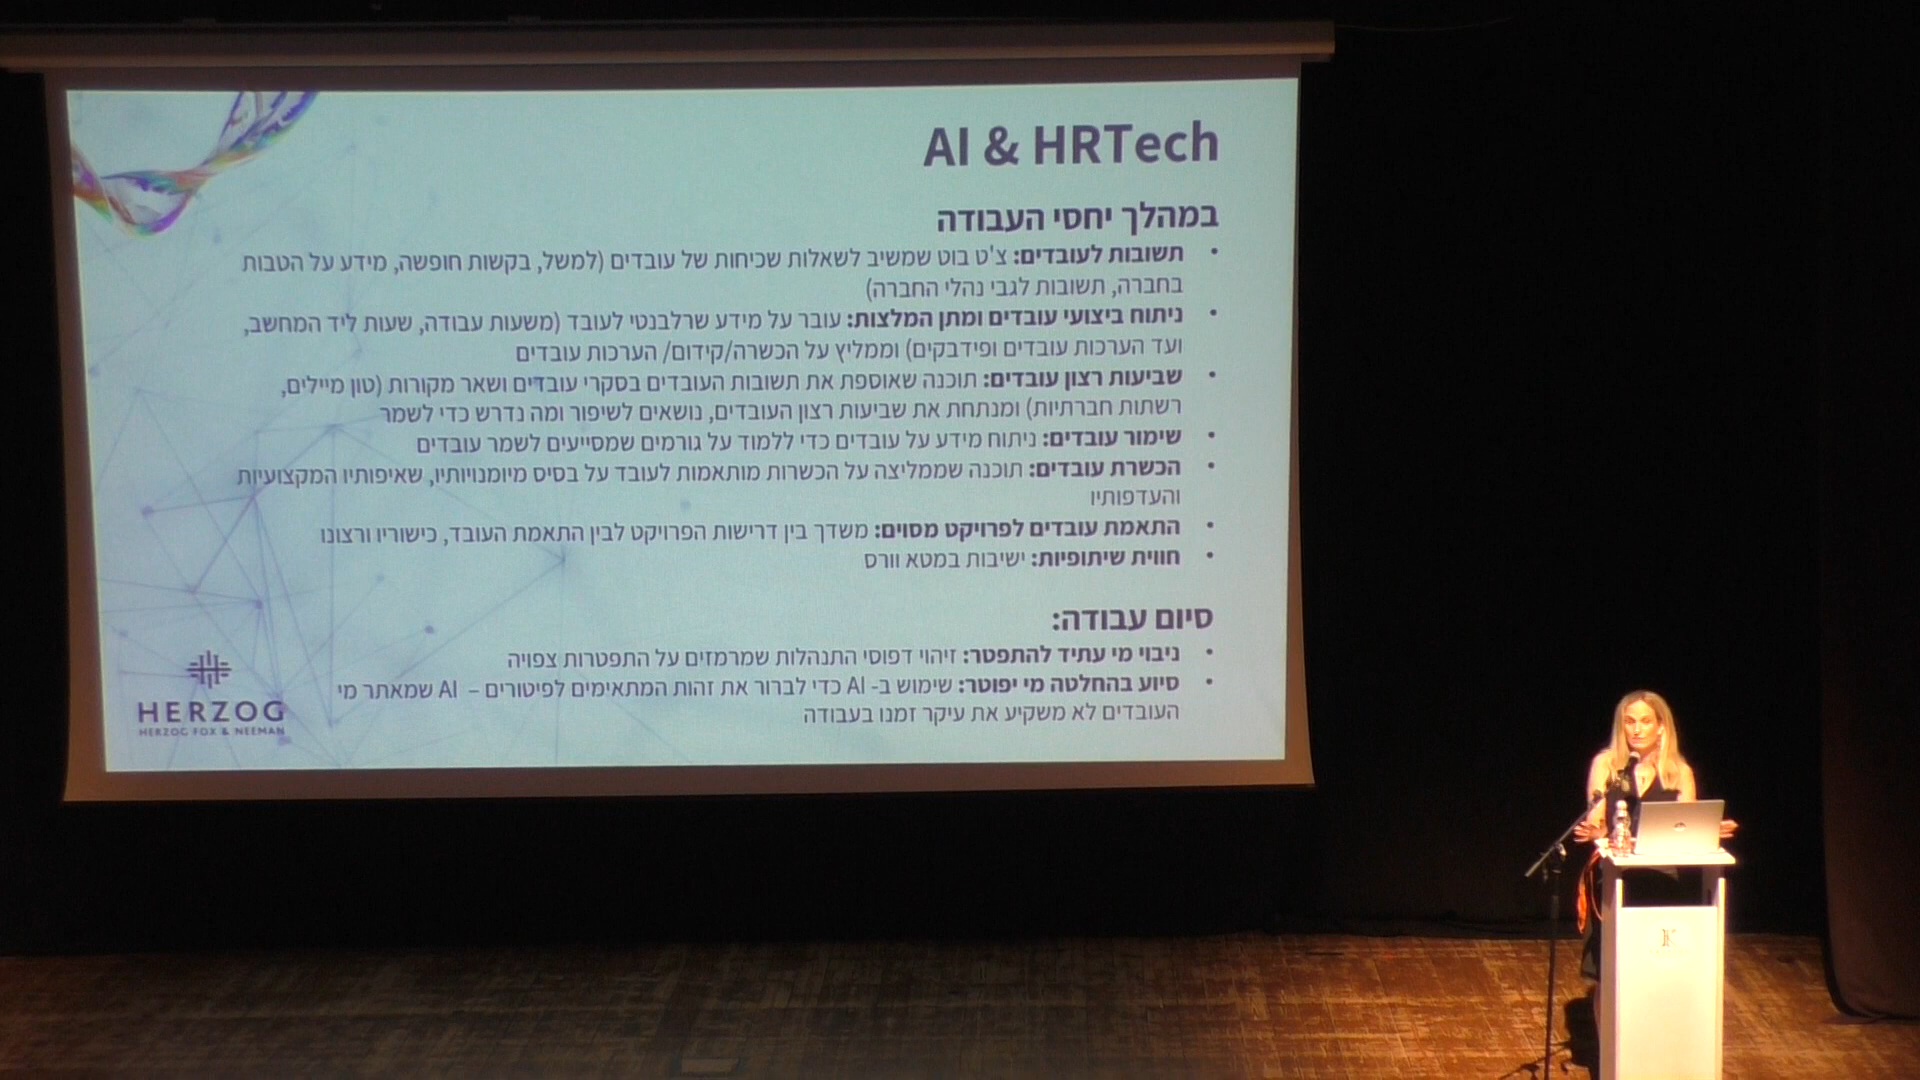 AI & HRTech
במהלך יחסי העבודה
• תשובות לעובדים: צ'ט בוט שמשיב לשאלות שכיחות של עובדים (למשל, בקשות חופשה, מידע על הטבות
בחברה, תשובות לגבי נהלי החברה)
• ניתוח ביצועי עובדים ומתן המלצות: עובר על מידע שרלבנטי לעובד (משעות עבודה, שעות ליד המחשב,
ועד הערכות עובדים ופידבקים) וממליץ על הכשרה/קידום/ הערכות עובדים
• שביעות רצון עובדים: תוכנה שאוספת את תשובות העובדים בסקרי עובדים ושאר מקורות (טון מיילים,
רשתות חברתיות) ומנתחת את שביעות רצון העובדים, נושאים לשיפור ומה נדרש כדי לשמר
• שימור עובדים: ניתוח מידע על עובדים כדי ללמוד על גורמים שמסייעים לשמר עובדים
• הכשרת עובדים: תוכנה שממליצה על הכשרות מותאמות לעובד על בסיס מיומנויותיו, שאיפותיו המקצועיות
והעדפותיו
• התאמת עובדים לפרויקט מסוים: משדך בין דרישות הפרויקט לבין התאמת העובד, כישוריו ורצונו
• חווית שיתופיות: ישיבות במטא וורס
סיום עבודה:
• ניבוי מי עתיד להתפטר: זיהוי דפוסי התנהלות שמרמזים על התפטרות צפויה
• סיוע בהחלטה מי יפוטר: שימוש ב- AI כדי לברור את זהות המתאימים לפיטורים – AI שמאתר מי
העובדים לא משקיע את עיקר זמנו בעבודה
HERZOG
HERZOG FOX & NEEMAN
hp